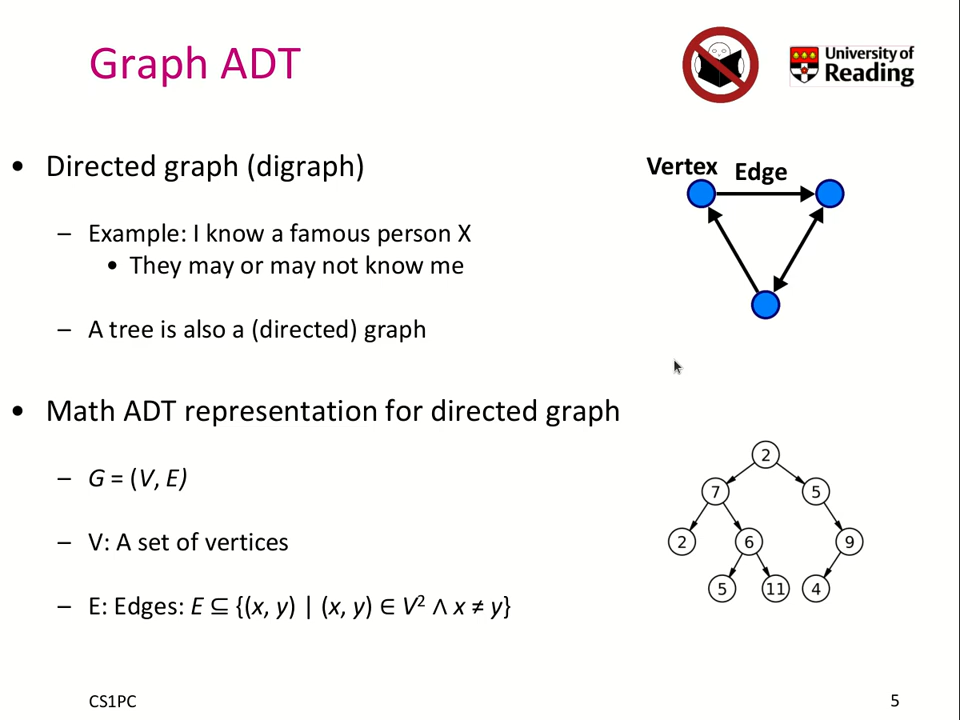 Graph ADT
University of
Reading
• Directed graph (digraph)
– Example: I know a famous person X
• They may or may not know me
– A tree is also a (directed) graph
Vertex Edge
• Math ADT representation for directed graph
– G = (V, E)
– V: A set of vertices
– E: Edges: E ⊆ {(x, y) | (x, y) ∈ V² ∧ x ≠ y}
2
7 5
2 6 9
5 11 4
CS1PC
5